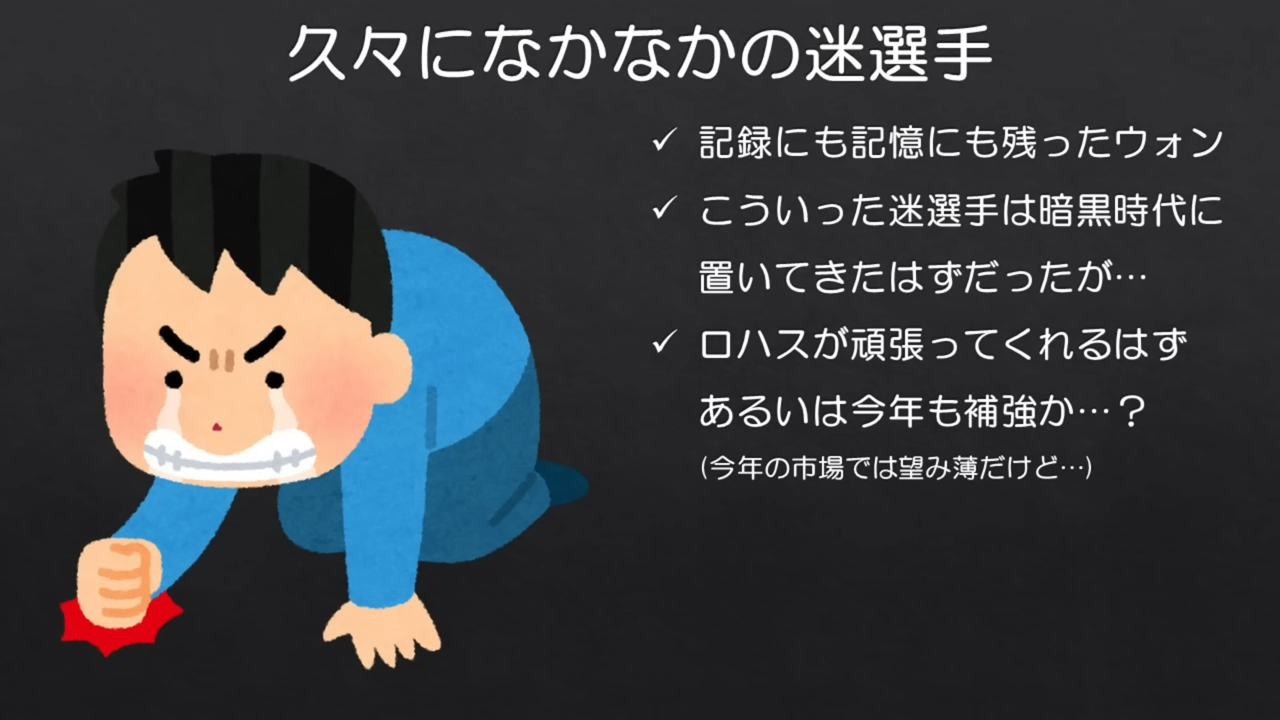 久々になかなかの迷選手
✓ 記録にも記憶にも残ったウォン
✓ こういった迷選手は暗黒時代に
置いてきたはずだったが…
✓ ロハスが頑張ってくれるはず
あるいは今年も補強か…？
(今年の市場では望み薄だけど…)